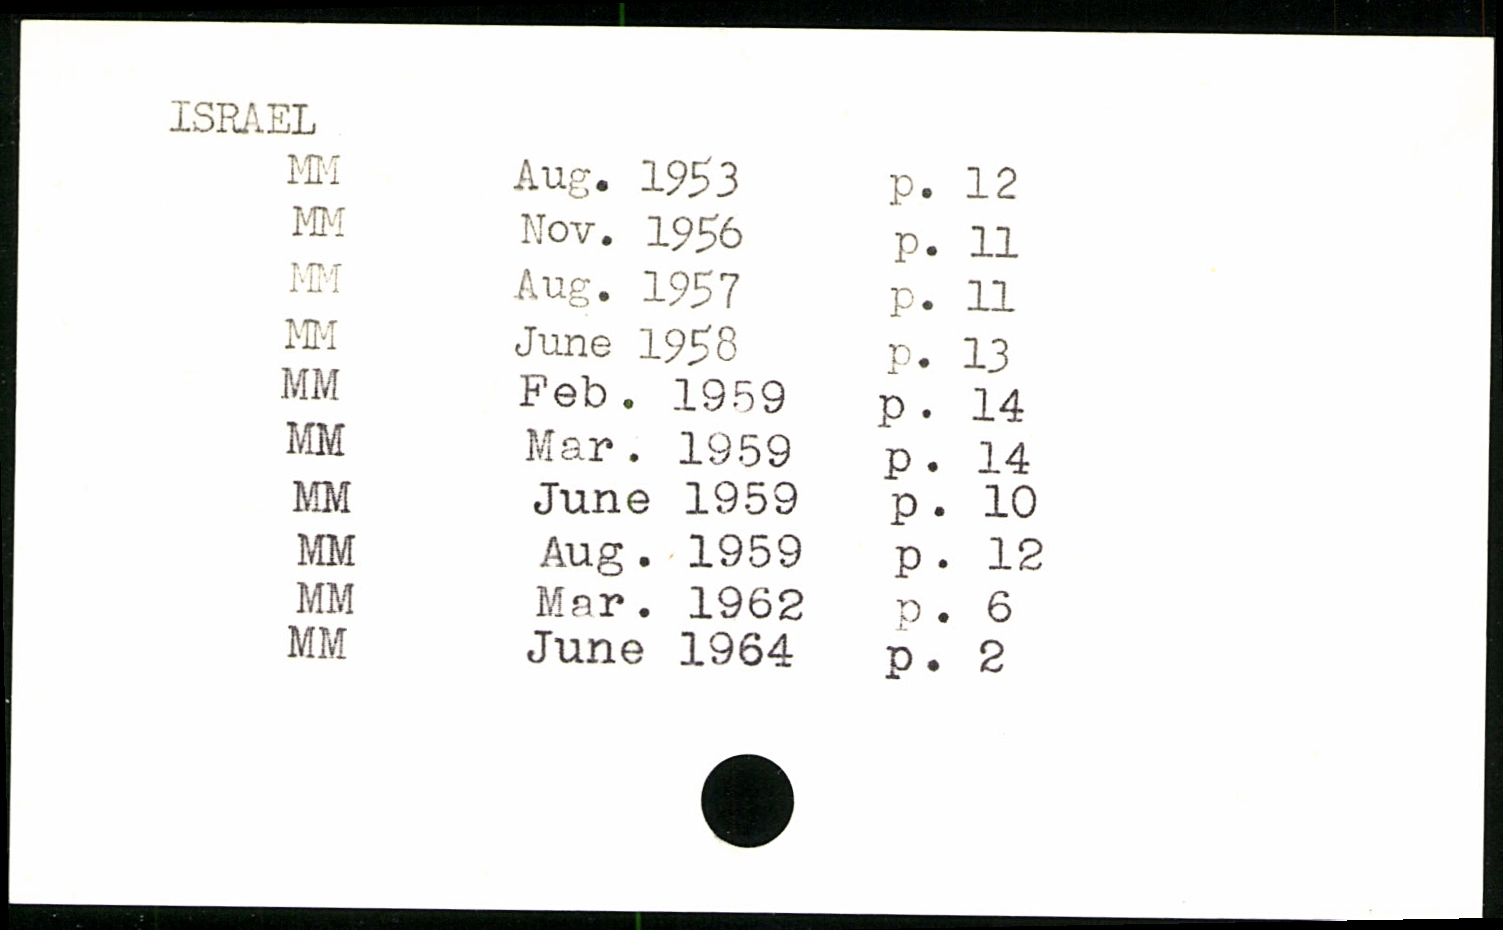 ISRAEL
MM Aug. 1953 p. 12
MM Nov. 1956 p. 11
MM Aug. 1957 p. 11
MM June 1958 p. 13
MM Feb. 1959 p. 14
MM Mar. 1959 p. 14
MM June 1959 p. 10
MM Aug. 1959 p. 12
MM Mar. 1962 p. 6
MM June 1964 p. 2